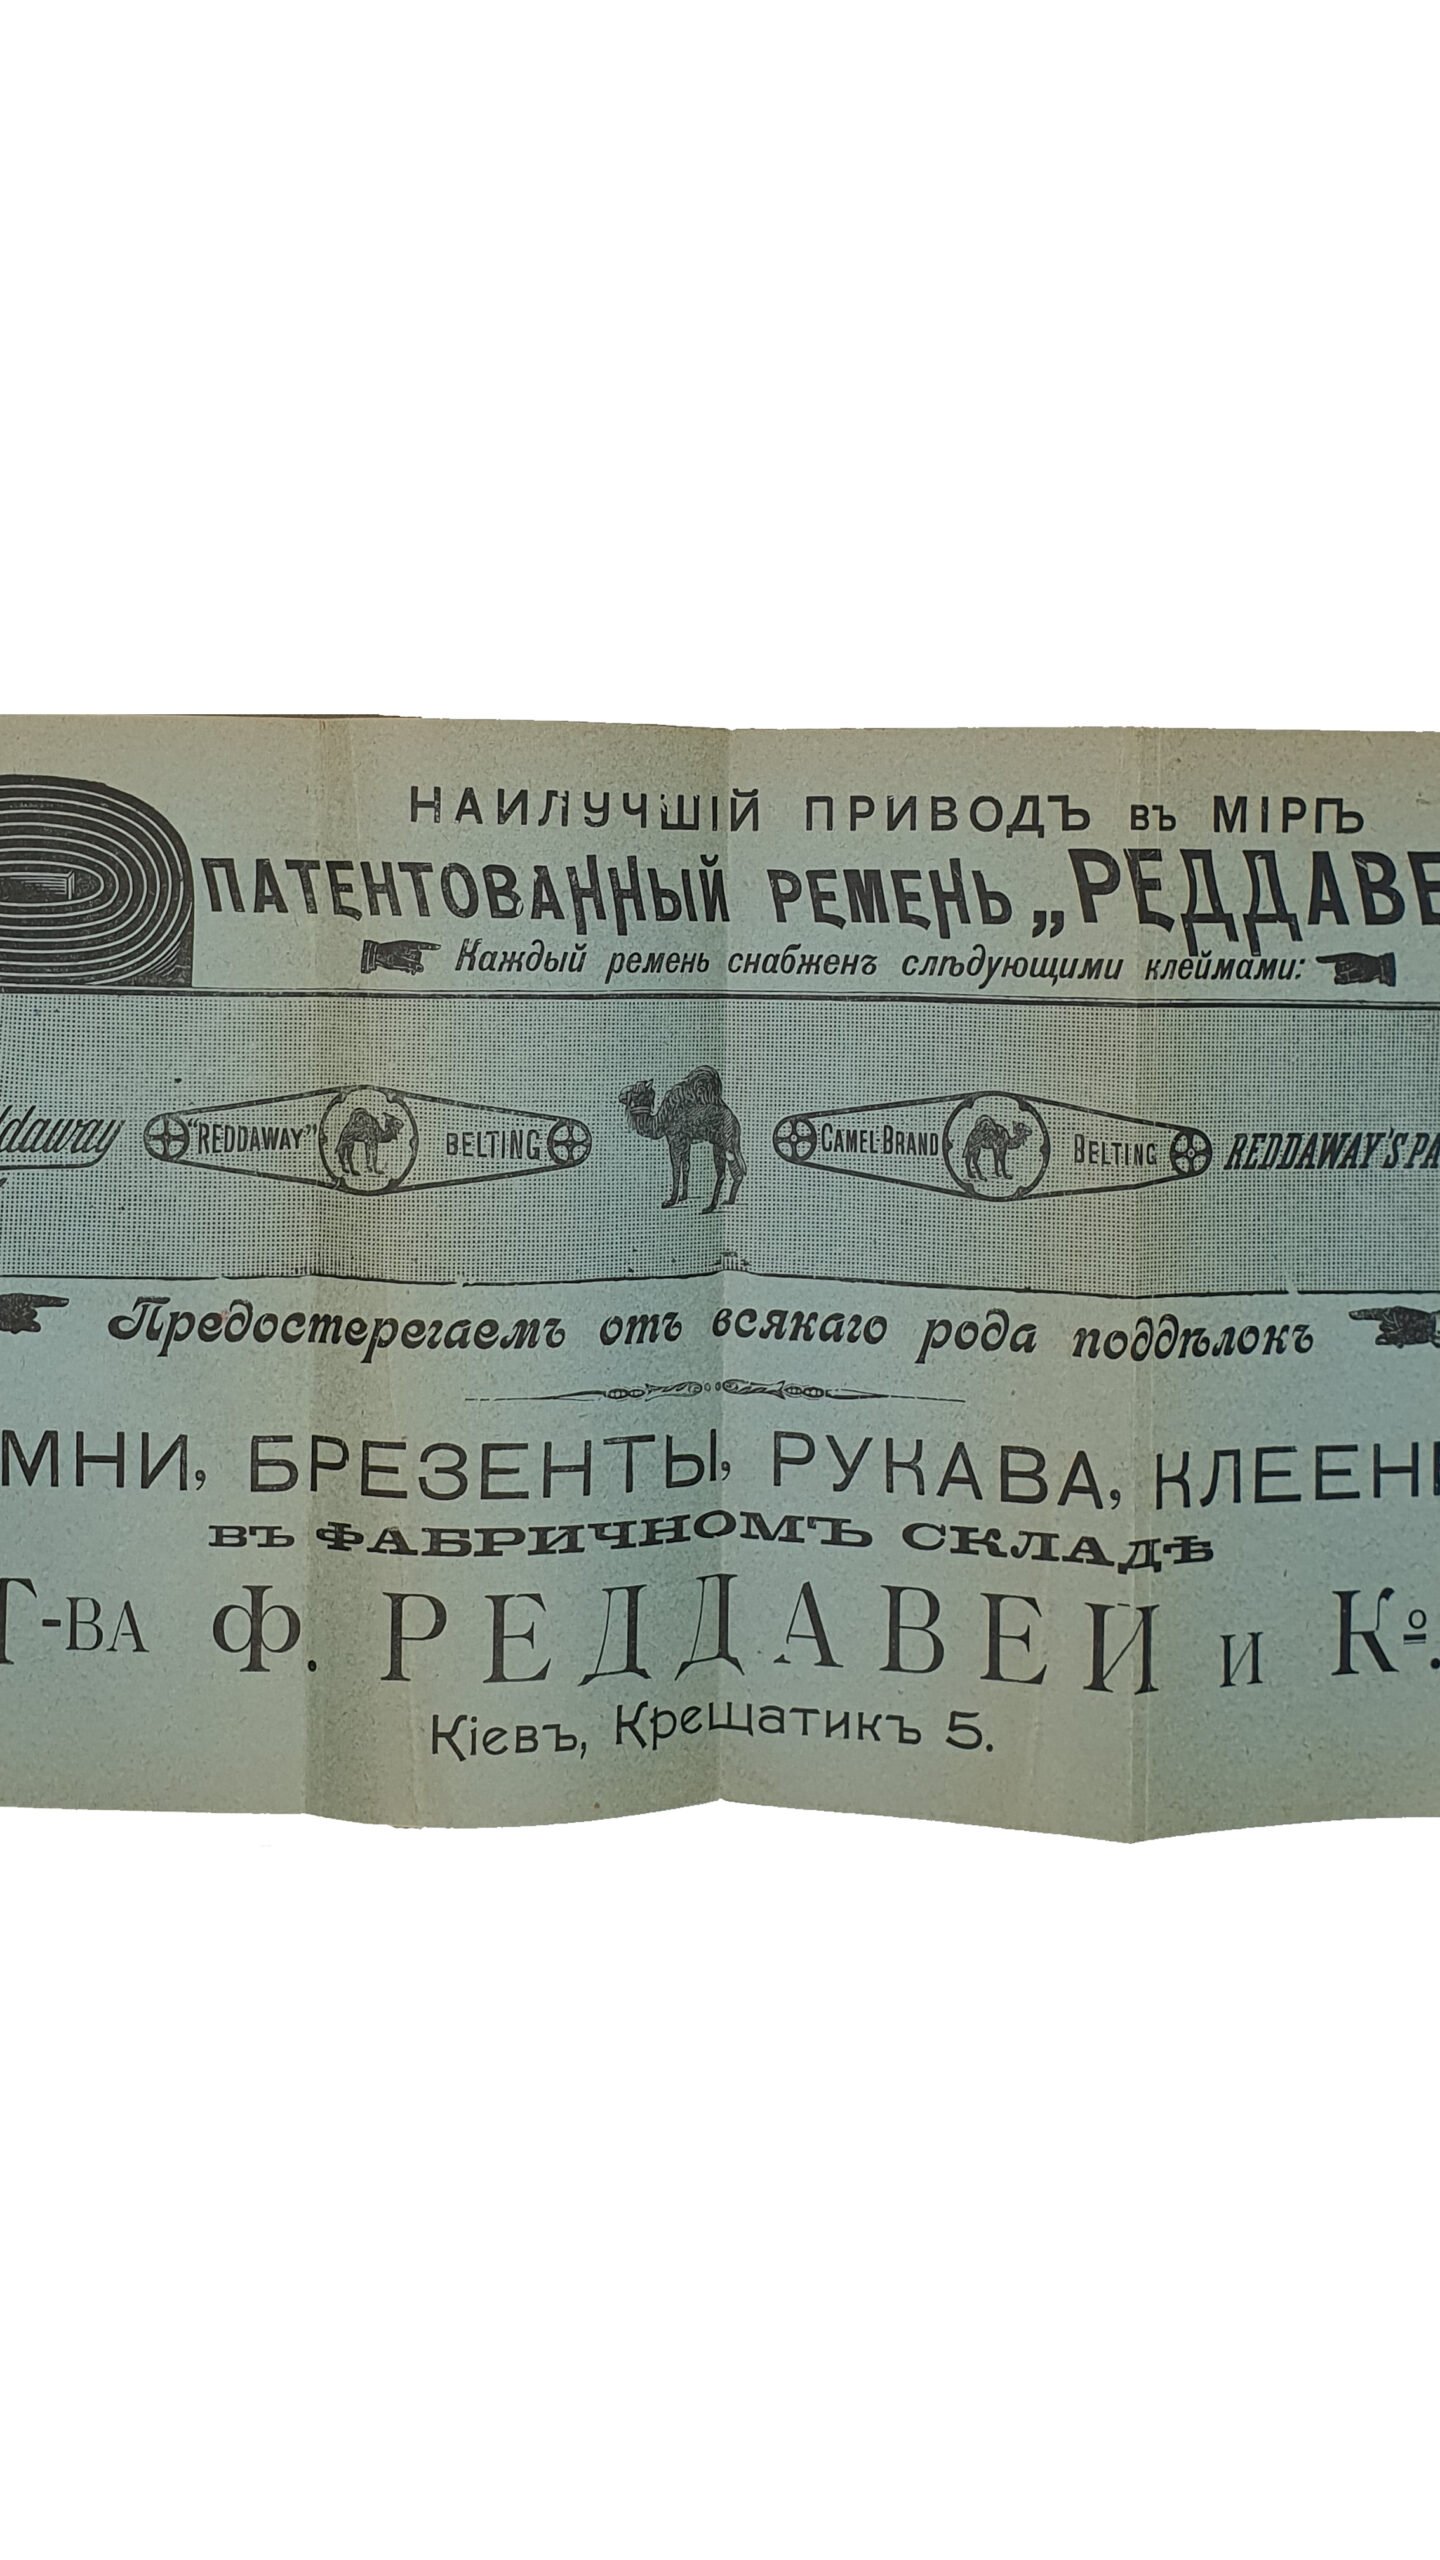 НАИЛУЧШІЙ ПРИВОДЪ въ МІРѢ
ПАТЕНТОВАННЫЙ РЕМЕНЬ „РЕДДАВЕ
Каждый ремень снабженъ слѣдующими клеймами:
ddaway "REDDAWAY" BELTING CAMEL-BRAND BELTING REDDAWAY'S PA
Предостерегаемъ отъ всякаго рода поддѣлокъ
МНИ, БРЕЗЕНТЫ, РУКАВА, КЛЕЕН
ВЪ ФАБРИЧНОМЪ СКЛАДѢ
Т-ВА Ф. РЕДДАВЕЙ и Ко.
Кіевъ, Крещатикъ 5.